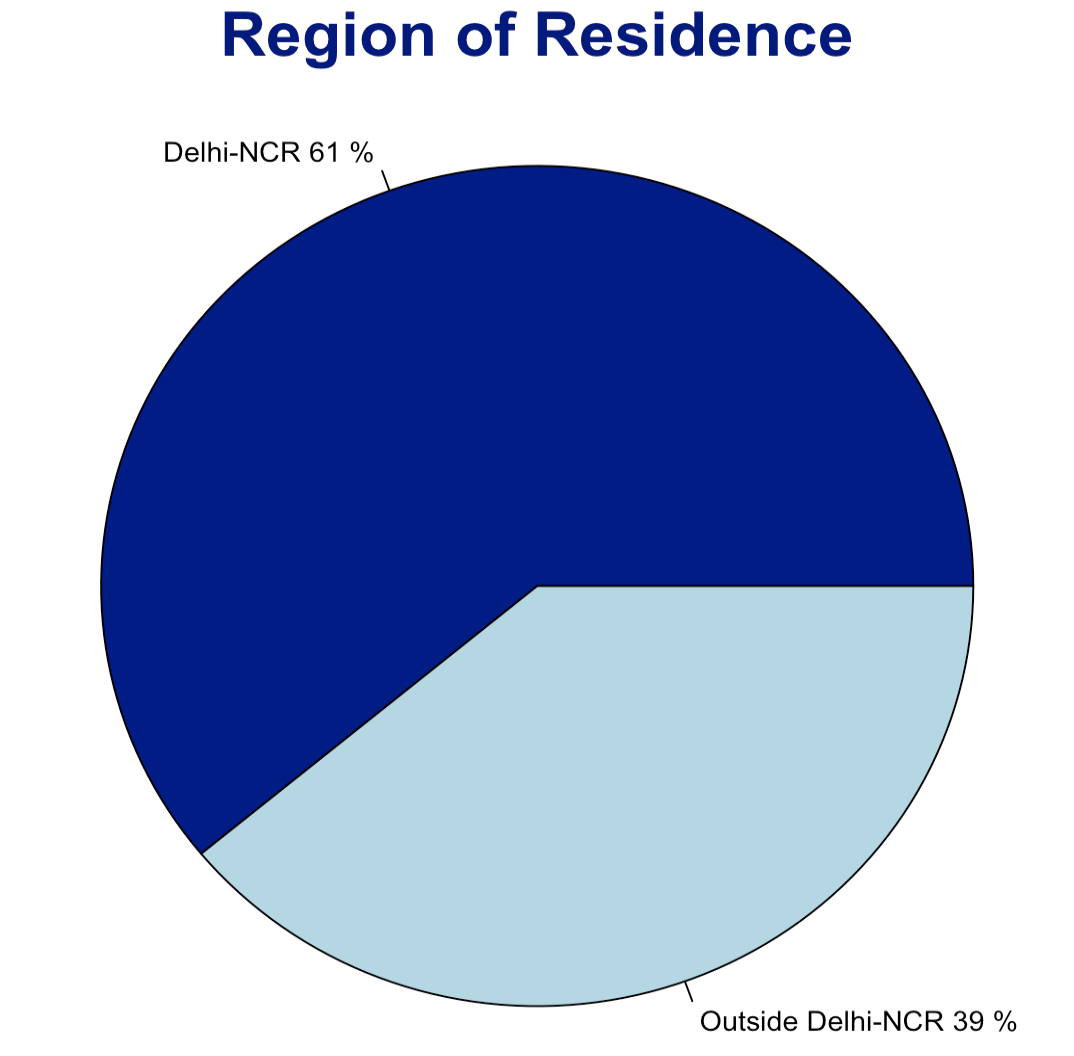 Region of Residence
Delhi-NCR 61 %
Outside Delhi-NCR 39 %